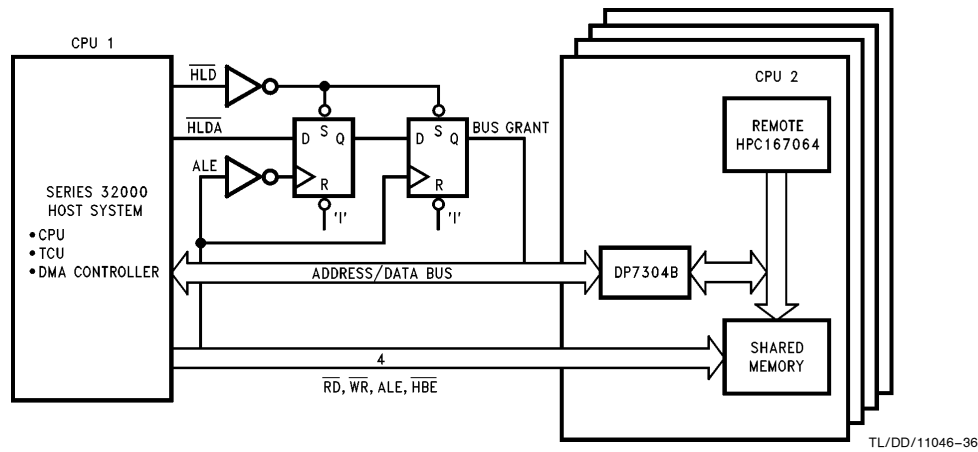 CPU 1
HLD
HLDA
ALE
D S Q
R
'1'
D S Q
R
'1'
BUS GRANT
SERIES 32000
HOST SYSTEM
•CPU
•TCU
•DMA CONTROLLER
ADDRESS/DATA BUS
4
RD, WR, ALE, HBE
CPU 2
REMOTE
HPC167064
DP7304B
SHARED
MEMORY
TL/DD/11046-36